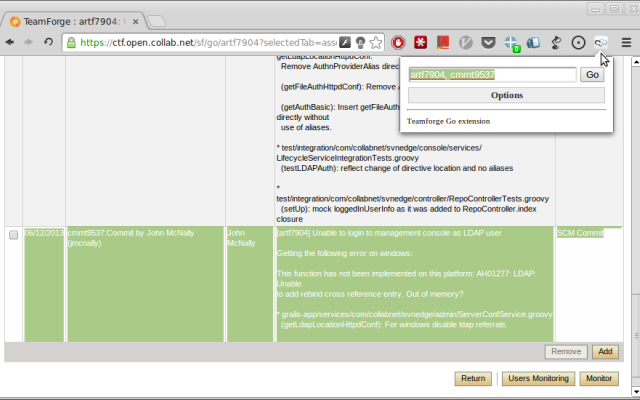 TeamForge : artf7904:
https://ctf.open.collab.net/sf/go/artf7904?selectedTab=ass
artf7904, cmmt9537
Go
Options
Teamforge Go extension
getLdapLocationHttpdConf:
Remove AuthnProviderAlias direc
(getFileAuthHttpdConf): Remove
(getAuthBasic): Insert getFileAuth
directly without
use of aliases.
* test/integration/com/collabnet/svnedge/console/services/
LifecycleServiceIntegrationTests.groovy
(testLDAPAuth): reflect change of directive location and no aliases
*
test/integration/com/collabnet/svnedge/controller/RepoControllerTests.groovy
(setUp): mock loggedInUserInfo as it was added to RepoController.index
closure
06/12/2013
cmmt9537:Commit by John McNally
(jmcnally)
John
McNally
[artf7904] Unable to login to management console as LDAP user
SCM Commit
Getting the following error on windows:
This function has not been implemented on this platform: AH01277: LDAP:
Unable
to add rebind cross reference entry. Out of memory?
* grails-app/services/com/collabnet/svnedge/admin/ServerConfService.groovy
(getLdapLocationHttpdConf): For windows disable ldap referrals.
Remove
Add
Return
Users Monitoring
Monitor